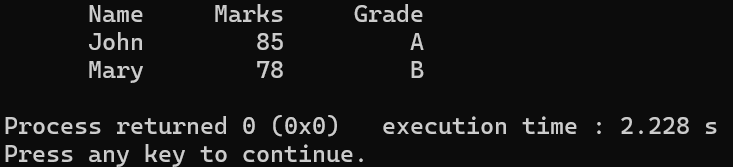 Name Marks Grade
John 85 A
Mary 78 B
Process returned 0 (0x0) execution time : 2.228 s
Press any key to continue.